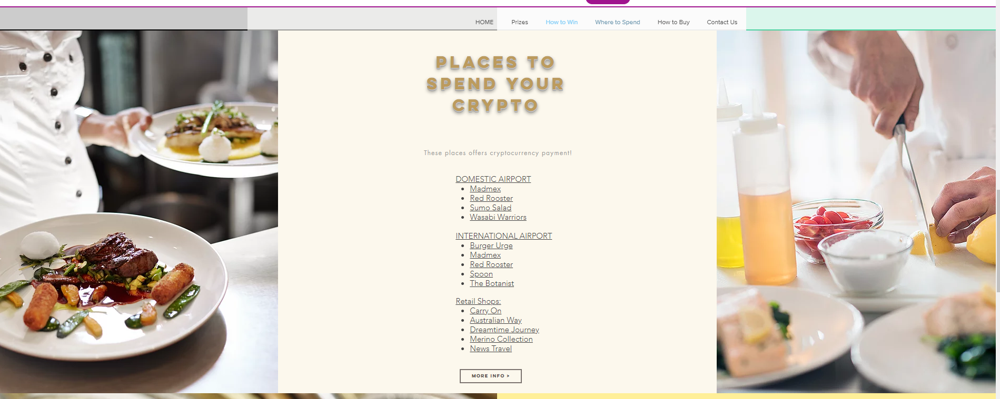 HOME Prizes How to Win Where to Spend How to Buy Contact Us
PLACES TO
SPEND YOUR
CRYPTO
These places offers cryptocurrency payment!
DOMESTIC AIRPORT
Madmex
Red Rooster
Sumo Salad
Wasabi Warriors
INTERNATIONAL AIRPORT
Burger Urge
Madmex
Red Rooster
Spoon
The Botanist
Retail Shops:
Carry On
Australian Way
Dreamtime Journey
Merino Collection
News Travel
MORE INFO >